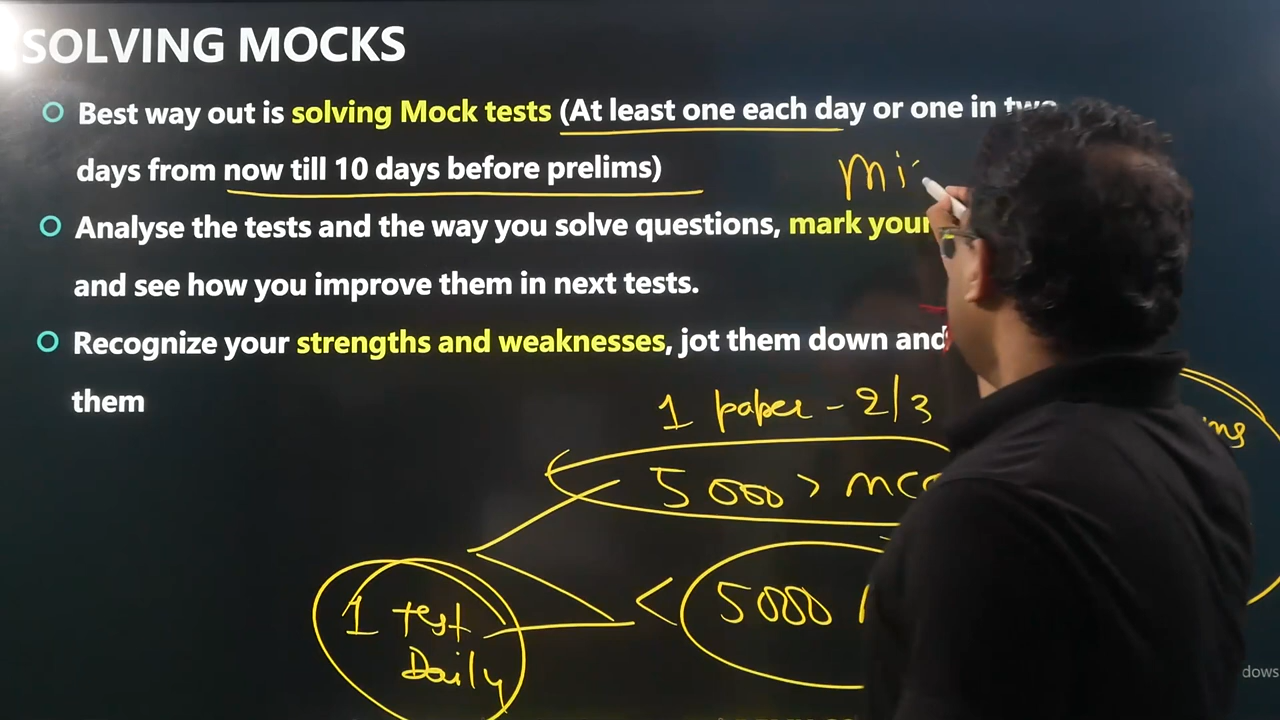 SOLVING MOCKS
Best way out is solving Mock tests (At least one each day or one in two
days from now till 10 days before prelims)
mi
Analyse the tests and the way you solve questions, mark your
and see how you improve them in next tests.
Recognize your strengths and weaknesses, jot them down and
them
1 paper - 2/3
5000 > MC
1 Test
Daily
< 5000
dows